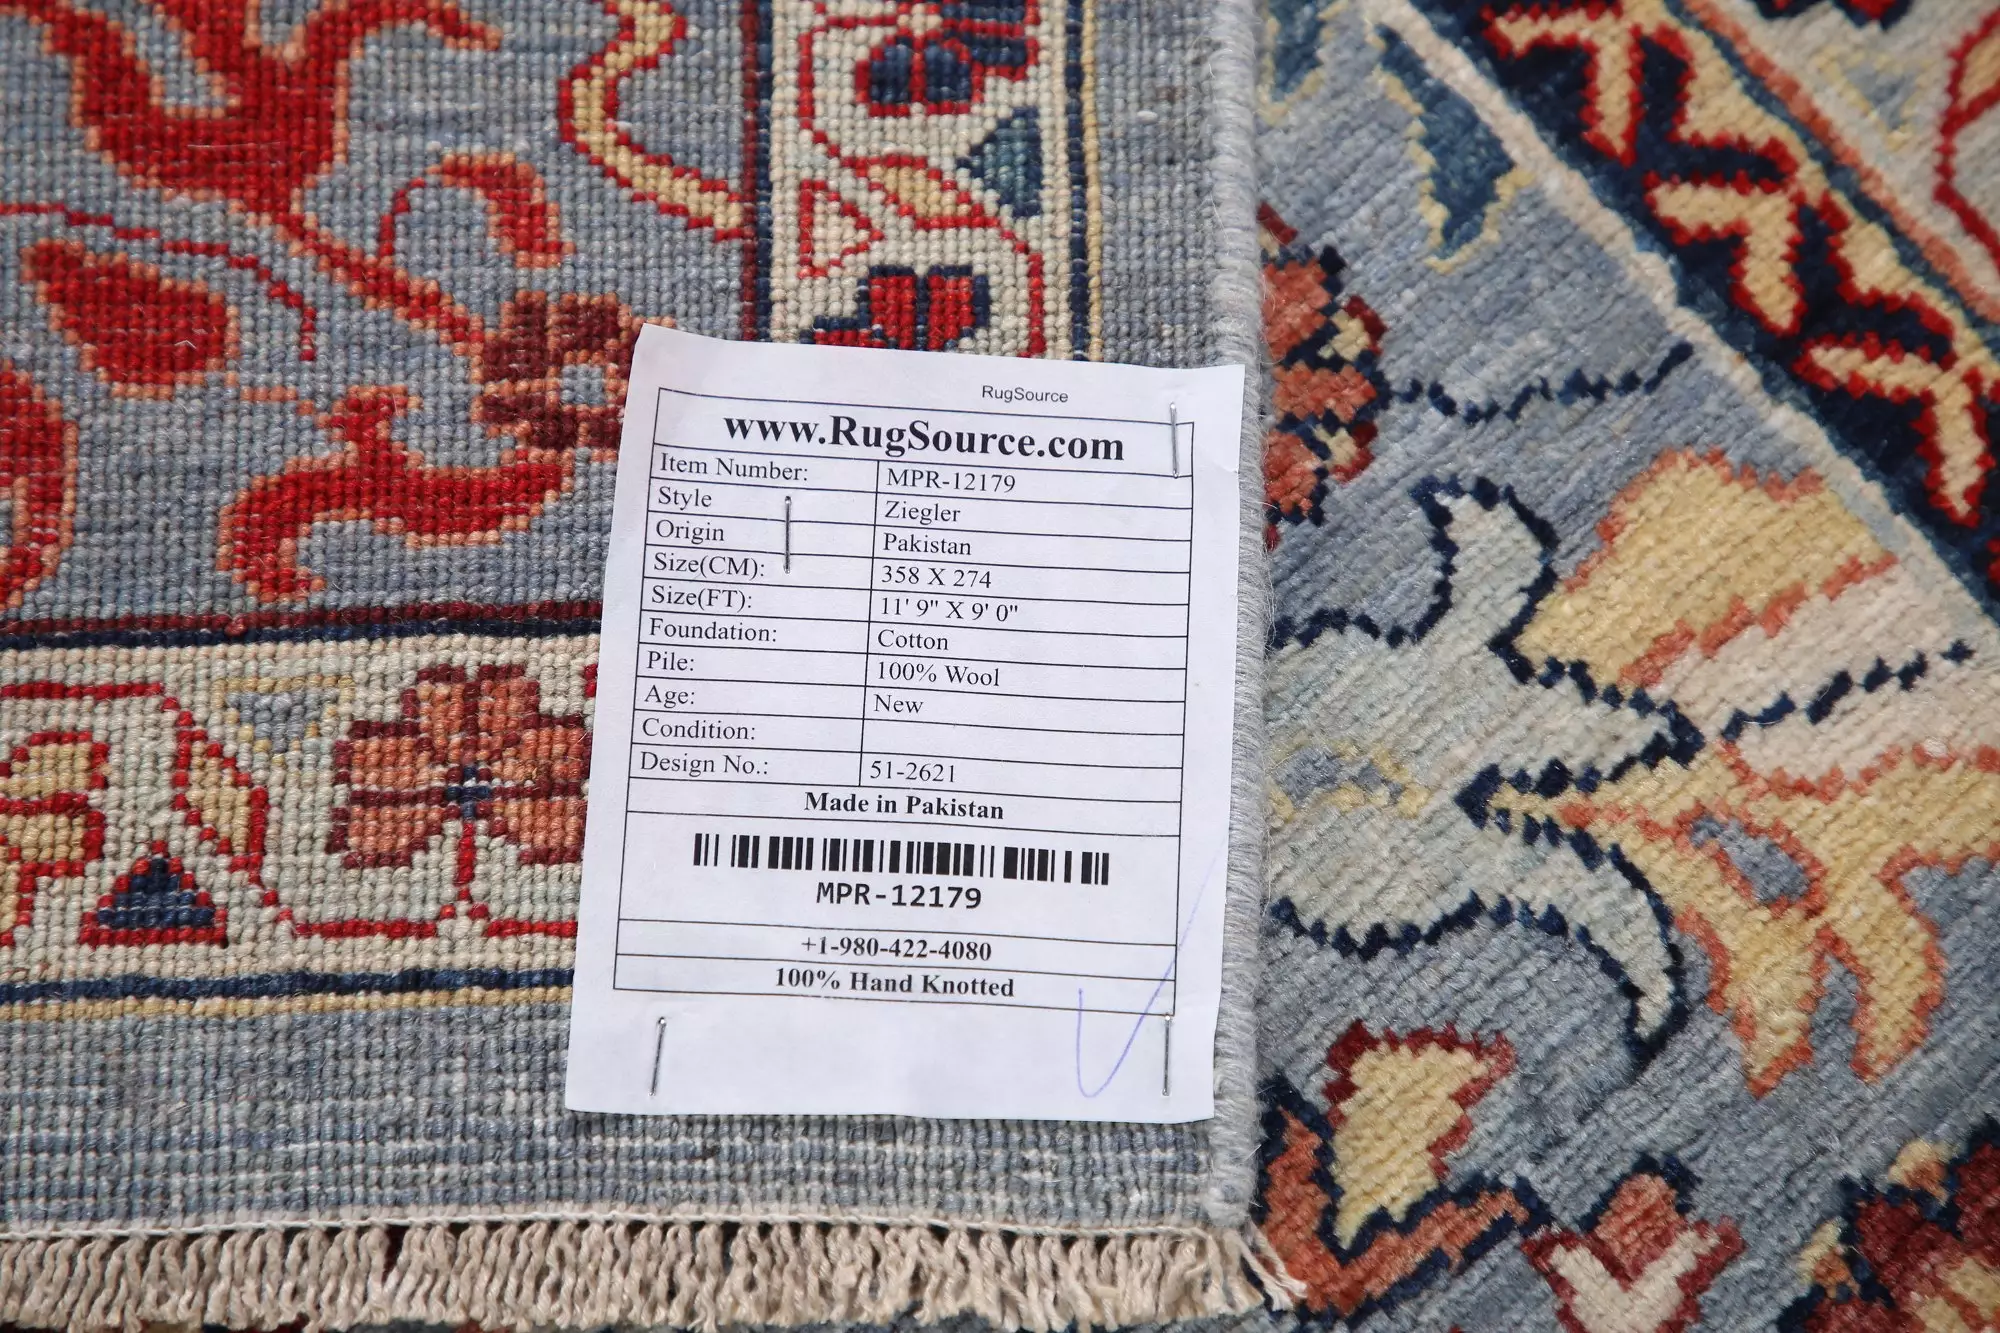 RugSource
www.RugSource.com
Item Number: MPR-12179
Style Ziegler
Origin Pakistan
Size(CM): 358 X 274
Size(FT): 11' 9" X 9' 0"
Foundation: Cotton
Pile: 100% Wool
Age: New
Condition:
Design No.: 51-2621
Made in Pakistan
MPR-12179
+1-980-422-4080
100% Hand Knotted